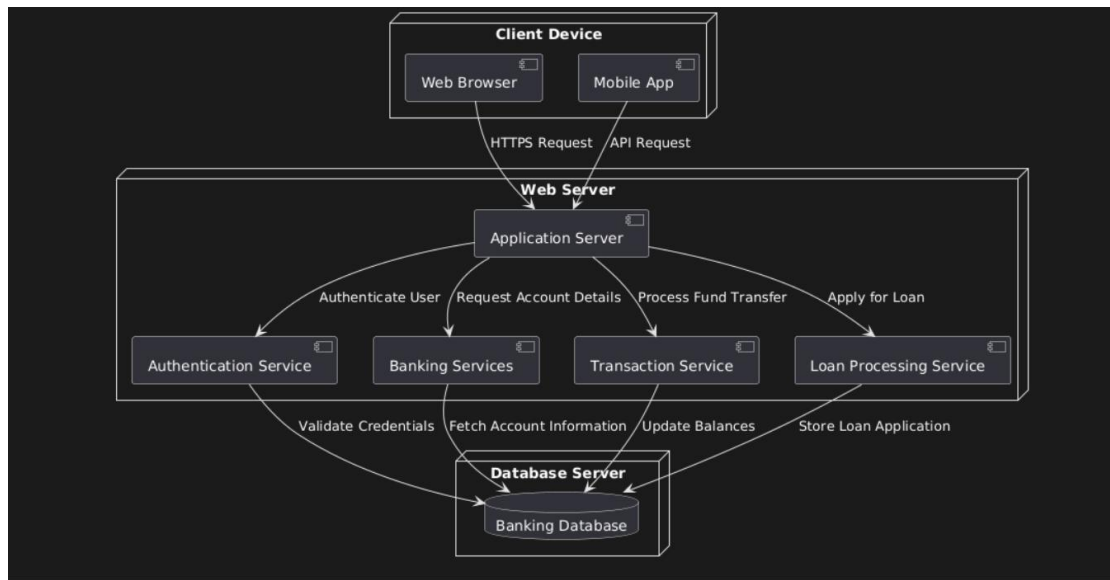 Client Device
Web Browser
Mobile App
HTTPS Request
API Request
Web Server
Application Server
Authenticate User
Request Account Details
Process Fund Transfer
Apply for Loan
Authentication Service
Banking Services
Transaction Service
Loan Processing Service
Validate Credentials
Fetch Account Information
Update Balances
Store Loan Application
Database Server
Banking Database